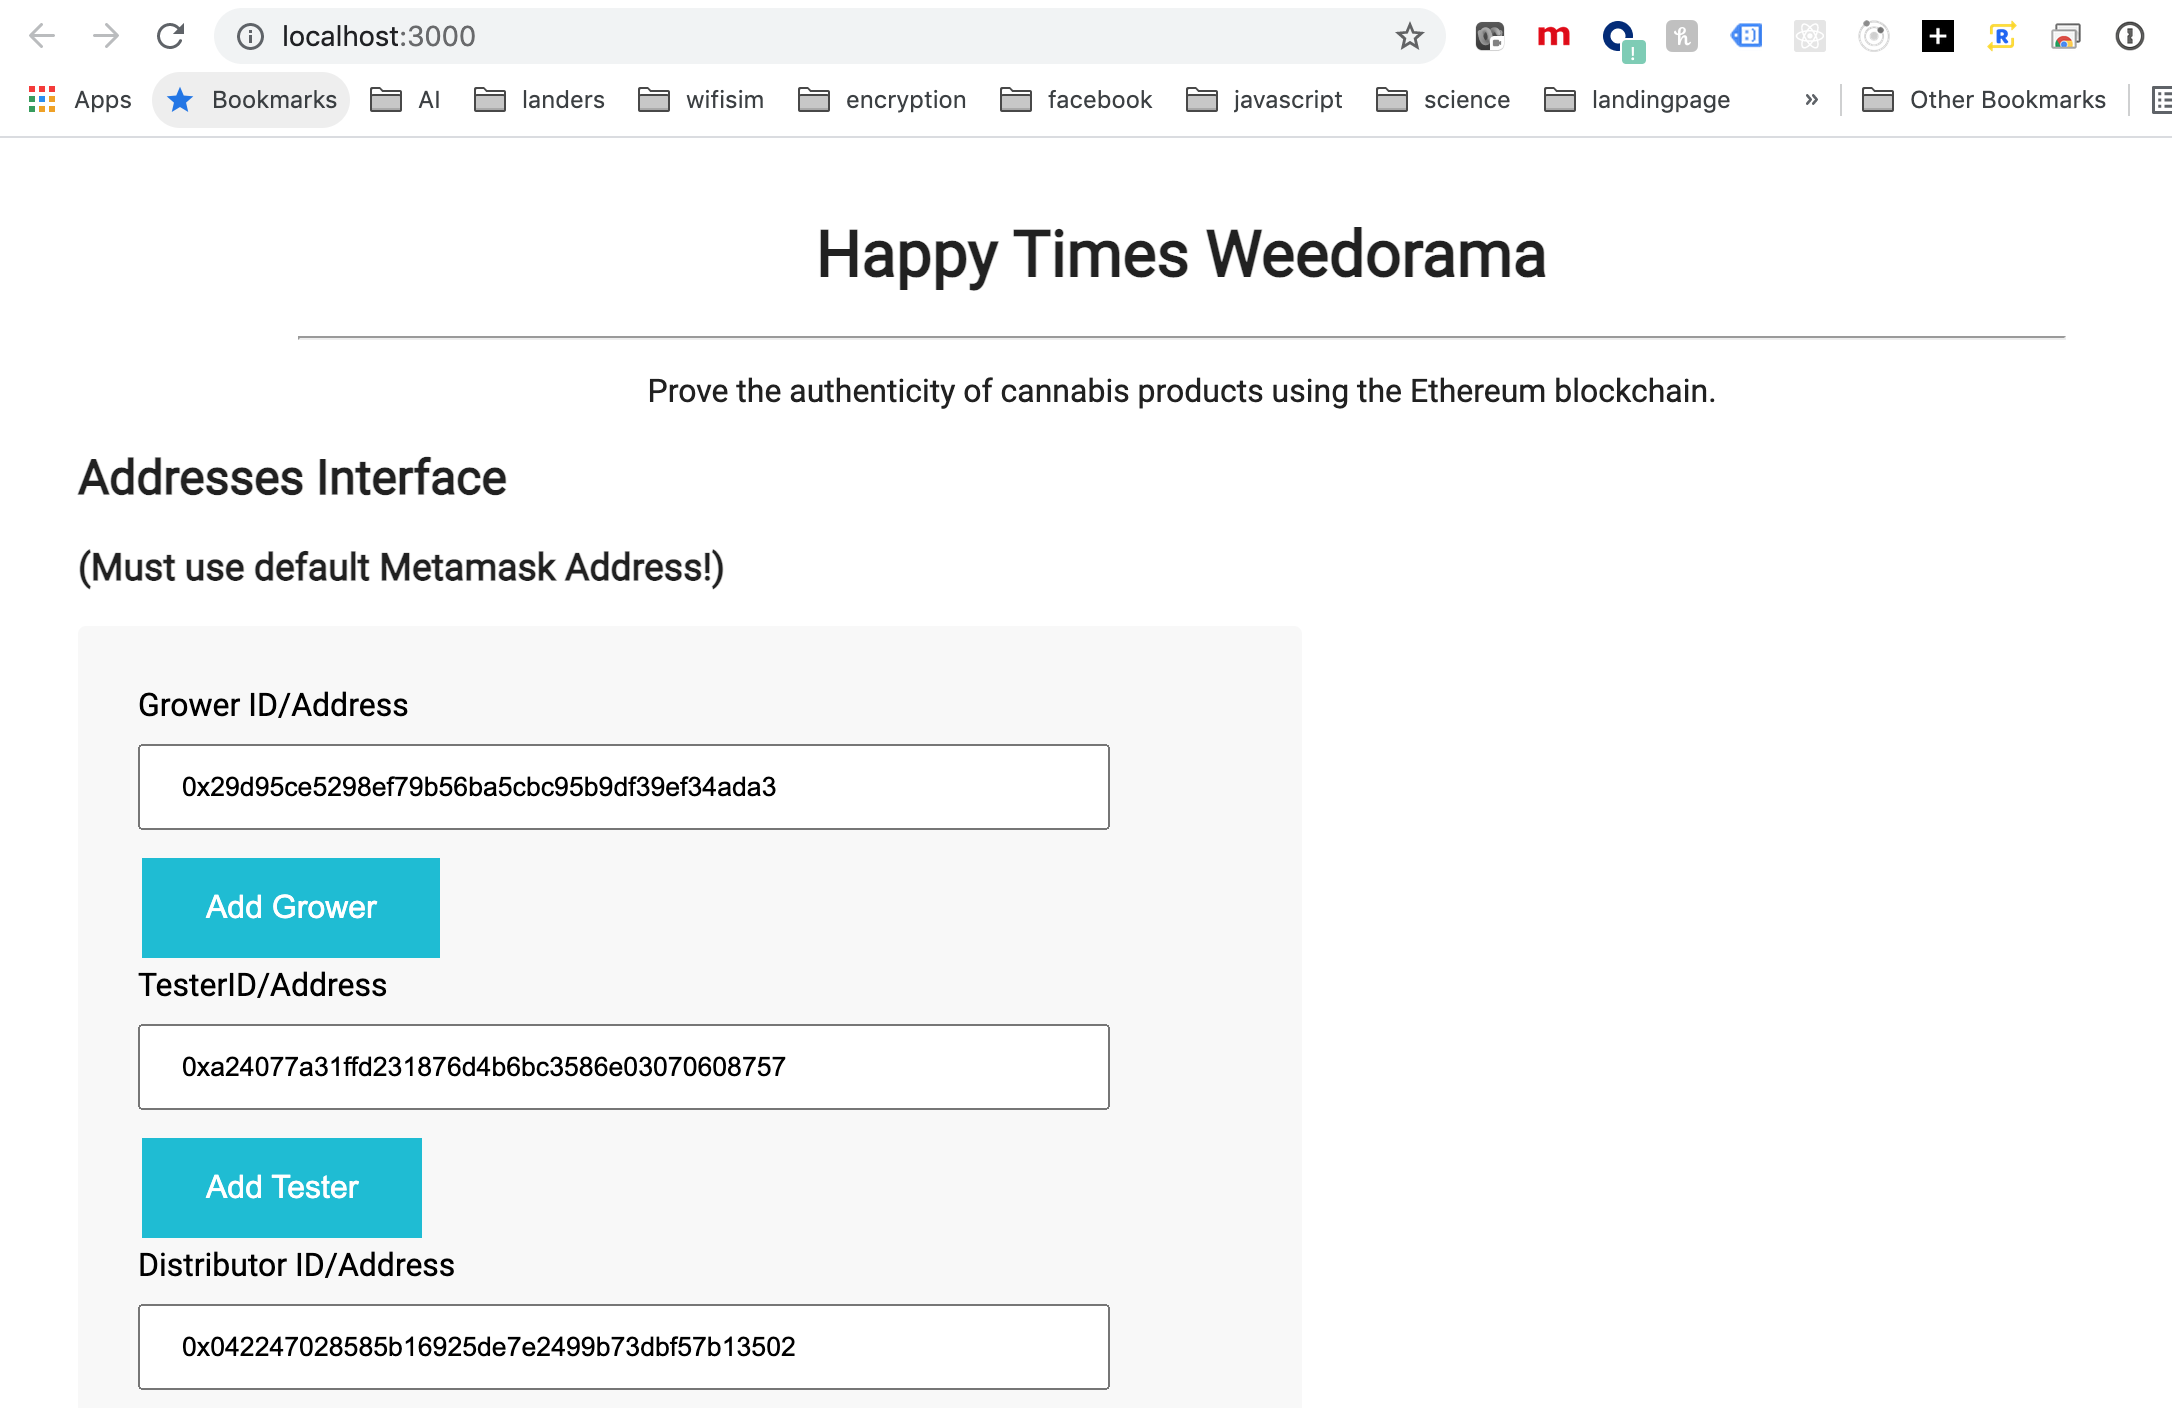 localhost:3000
Apps Bookmarks AI landers wifisim encryption facebook javascript science landingpage » Other Bookmarks
Happy Times Weedorama
Prove the authenticity of cannabis products using the Ethereum blockchain.
Addresses Interface
(Must use default Metamask Address!)
Grower ID/Address
0x29d95ce5298ef79b56ba5cbc95b9df39ef34ada3
Add Grower
TesterID/Address
0xa24077a31ffd231876d4b6bc3586e03070608757
Add Tester
Distributor ID/Address
0x042247028585b16925de7e2499b73dbf57b13502